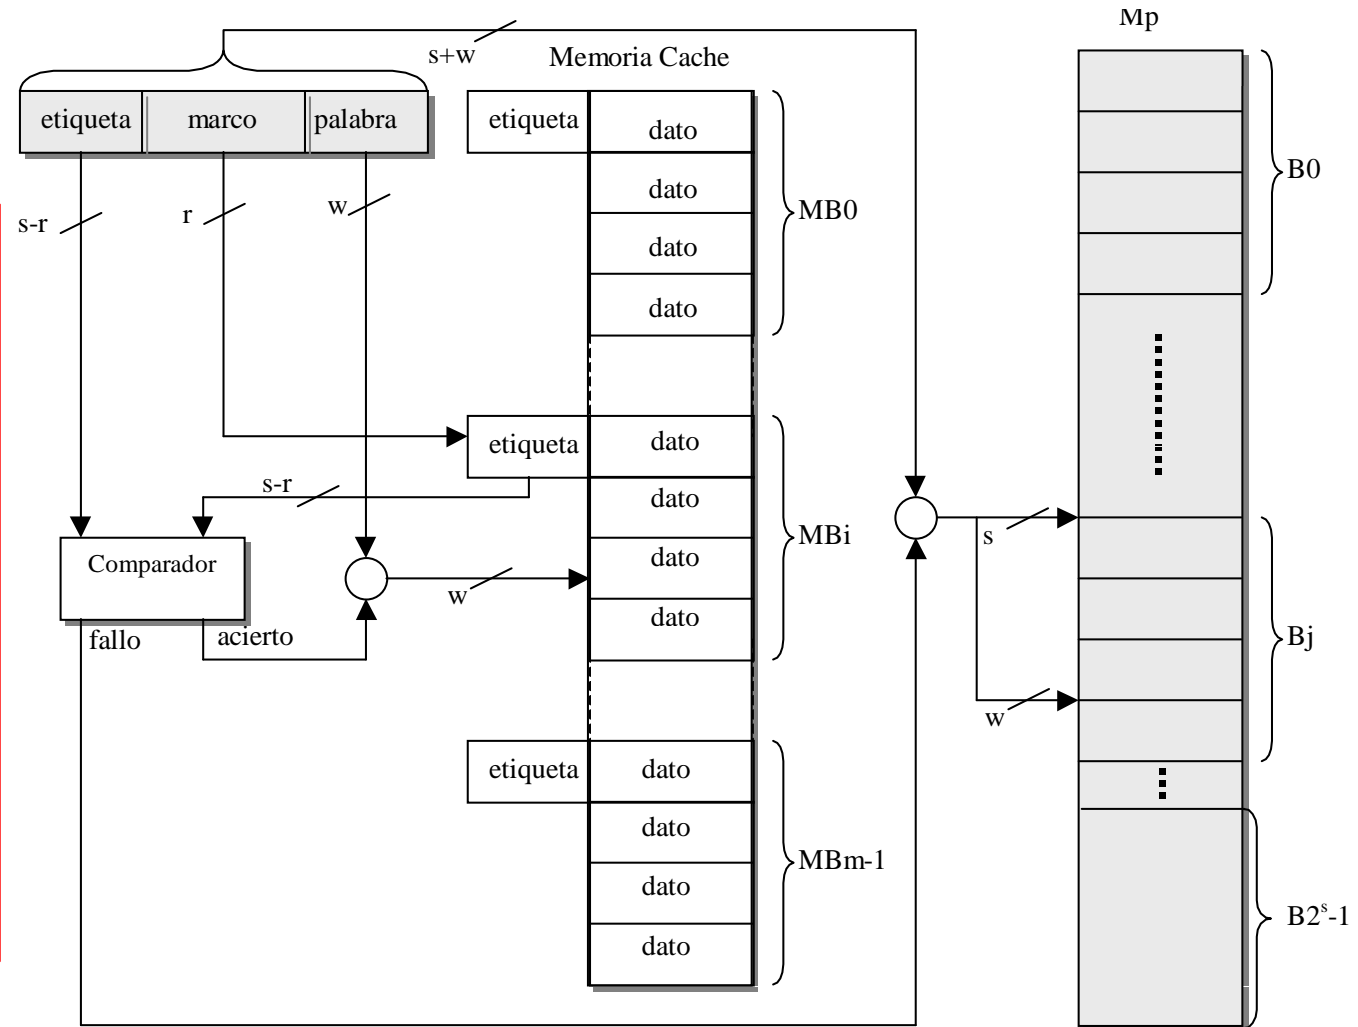 Mp
s+w
Memoria Cache
etiqueta marco palabra
etiqueta dato
dato
dato
dato
MB0
B0
s-r
r
w
etiqueta dato
dato
dato
dato
MBi
s-r
Comparador
fallo
acierto
w
s
w
Bj
etiqueta dato
dato
dato
dato
MBm-1
B2ˢ-1